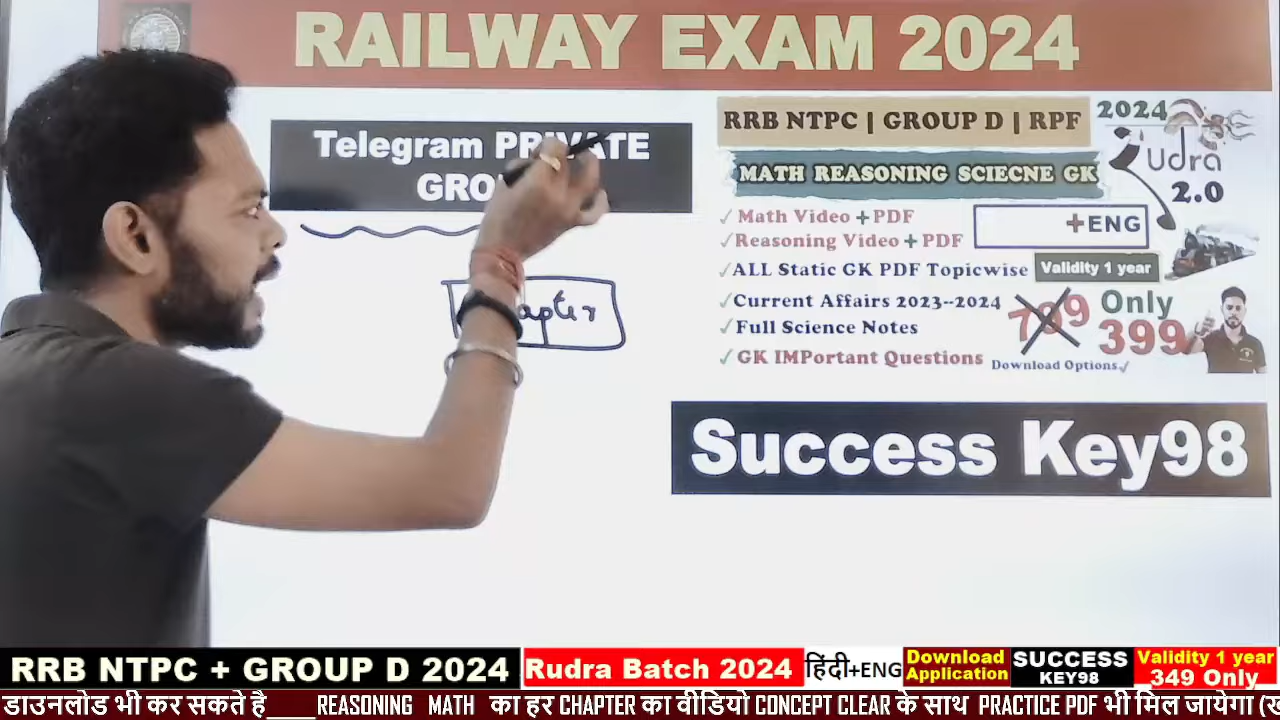 RAILWAY EXAM 2024
Telegram PRIVATE
GRO
apter
RRB NTPC | GROUP D | RPF
2024
MATH REASONING SCIECNE GK
Rudra
2.0
✓ Math Video + PDF
+ENG
✓ Reasoning Video + PDF
✓ ALL Static GK PDF Topicwise
Validity 1 year
✓ Current Affairs 2023--2024
799 Only
✓ Full Science Notes
399
✓ GK IMPortant Questions
Download Options ✓
Success Key98
RRB NTPC + GROUP D 2024
Rudra Batch 2024
हिंदी+ENG
Download
Application
SUCCESS
KEY98
Validity 1 year
349 Only
डाउनलोड भी कर सकते है____ REASONING MATH का हर CHAPTER का वीडियो CONCEPT CLEAR के साथ PRACTICE PDF भी मिल जायेगा